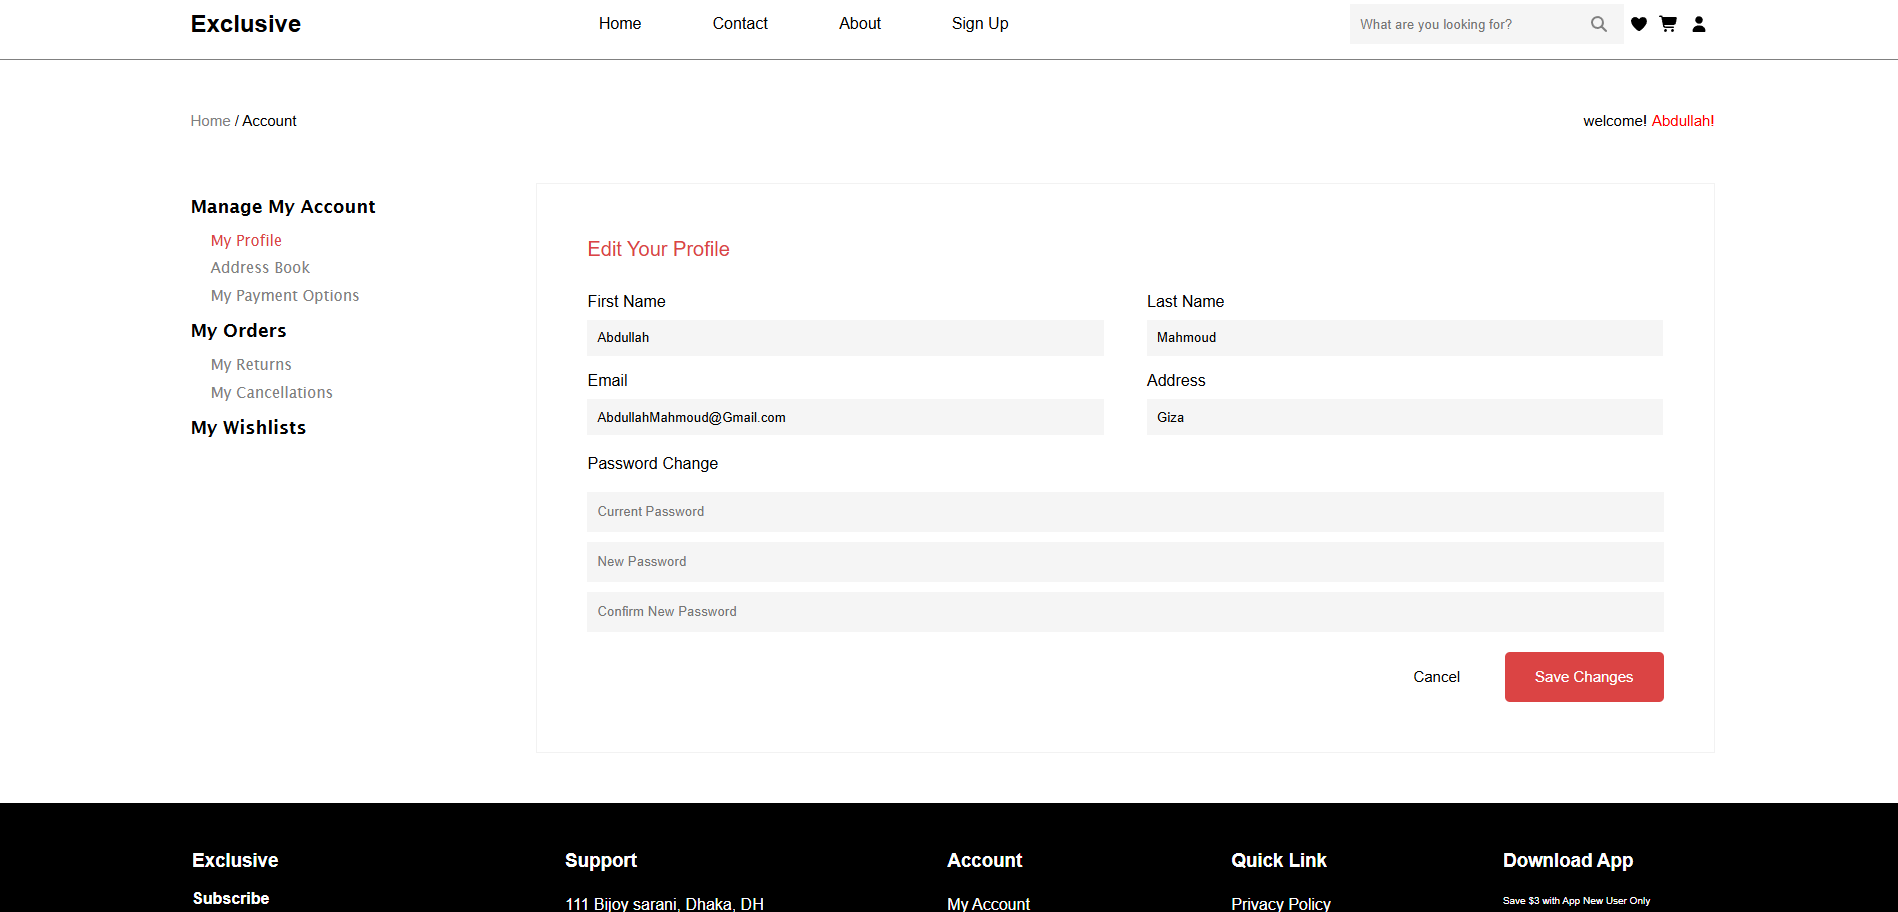 Exclusive
Home Contact About Sign Up
What are you looking for?
Home / Account
welcome! Abdullah!
Manage My Account
My Profile
Address Book
My Payment Options
My Orders
My Returns
My Cancellations
My Wishlists
Edit Your Profile
First Name
Abdullah
Last Name
Mahmoud
Email
AbdullahMahmoud@Gmail.com
Address
Giza
Password Change
Current Password
New Password
Confirm New Password
Cancel
Save Changes
Exclusive
Subscribe
Support
111 Bijoy sarani, Dhaka, DH
Account
My Account
Quick Link
Privacy Policy
Download App
Save $3 with App New User Only